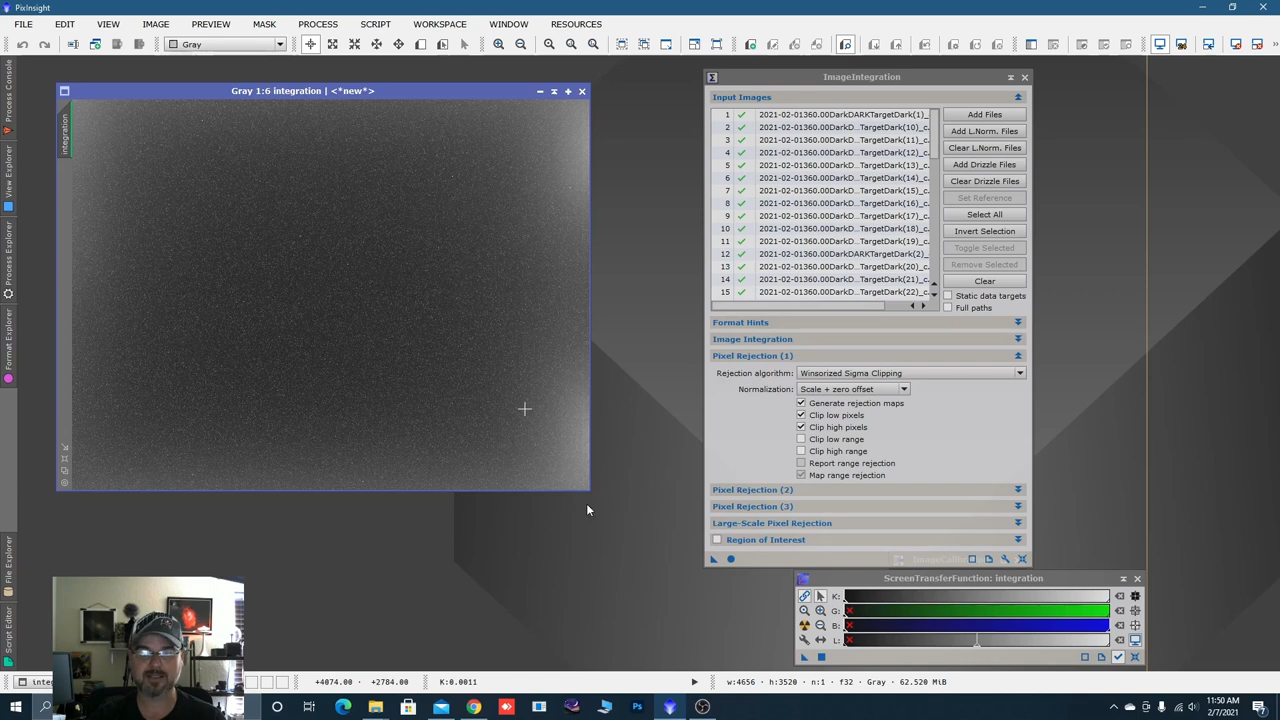 PixInsight
FILE EDIT VIEW IMAGE PREVIEW MASK PROCESS SCRIPT WORKSPACE WINDOW RESOURCES
Gray
Process Console
View Explorer
Process Explorer
Format Explorer
File Explorer
Script Editor
Gray 1:6 integration | <*new*>
integration
ImageIntegration
Input Images
1 2021-02-01360.00DarkDARKTargetDark(1)_
2 2021-02-01360.00DarkD...TargetDark(10)_c.
3 2021-02-01360.00DarkD...TargetDark(11)_c.
4 2021-02-01360.00DarkD...TargetDark(12)_c.
5 2021-02-01360.00DarkD...TargetDark(13)_c.
6 2021-02-01360.00DarkD...TargetDark(14)_c.
7 2021-02-01360.00DarkD...TargetDark(15)_c.
8 2021-02-01360.00DarkD...TargetDark(16)_c.
9 2021-02-01360.00DarkD...TargetDark(17)_c.
10 2021-02-01360.00DarkD...TargetDark(18)_c.
11 2021-02-01360.00DarkD...TargetDark(19)_c.
12 2021-02-01360.00DarkDARKTargetDark(2)_
13 2021-02-01360.00DarkD...TargetDark(20)_c.
14 2021-02-01360.00DarkD...TargetDark(21)_c.
15 2021-02-01360.00DarkD...TargetDark(22)_c.
Add Files
Add L.Norm. Files
Clear L.Norm. Files
Add Drizzle Files
Clear Drizzle Files
Set Reference
Select All
Invert Selection
Toggle Selected
Remove Selected
Clear
Static data targets
Full paths
Format Hints
Image Integration
Pixel Rejection (1)
Rejection algorithm: Winsorized Sigma Clipping
Normalization: Scale + zero offset
Generate rejection maps
Clip low pixels
Clip high pixels
Clip low range
Clip high range
Report range rejection
Map range rejection
Pixel Rejection (2)
Pixel Rejection (3)
Large-Scale Pixel Rejection
Region of Interest
ScreenTransferFunction: integration
K:
G:
B:
L:
+4074.00 +2784.00 K:0.0011 w:4656 h:3520 n:1 f32 Gray 62.520 MiB
11:50 AM
2/7/2021